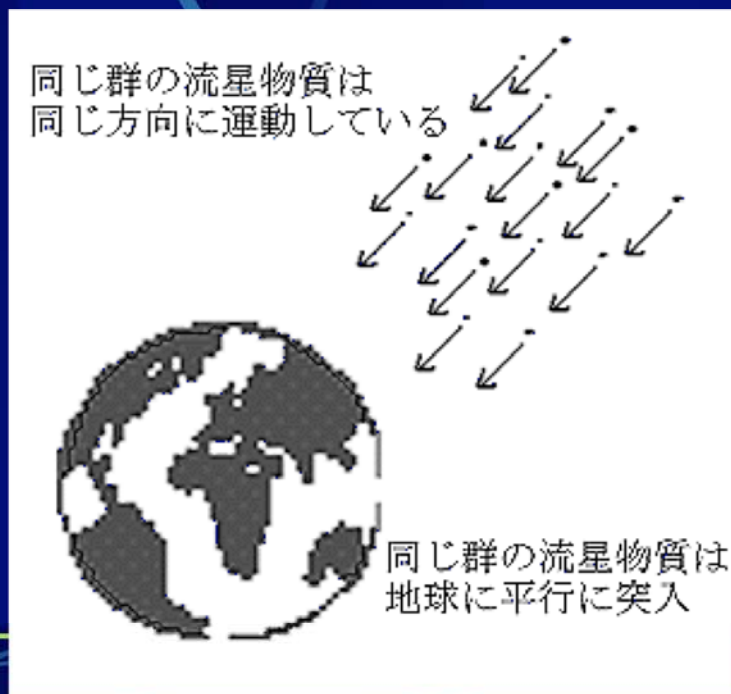 同じ群の流星物質は
同じ方向に運動している
同じ群の流星物質は
地球に平行に突入